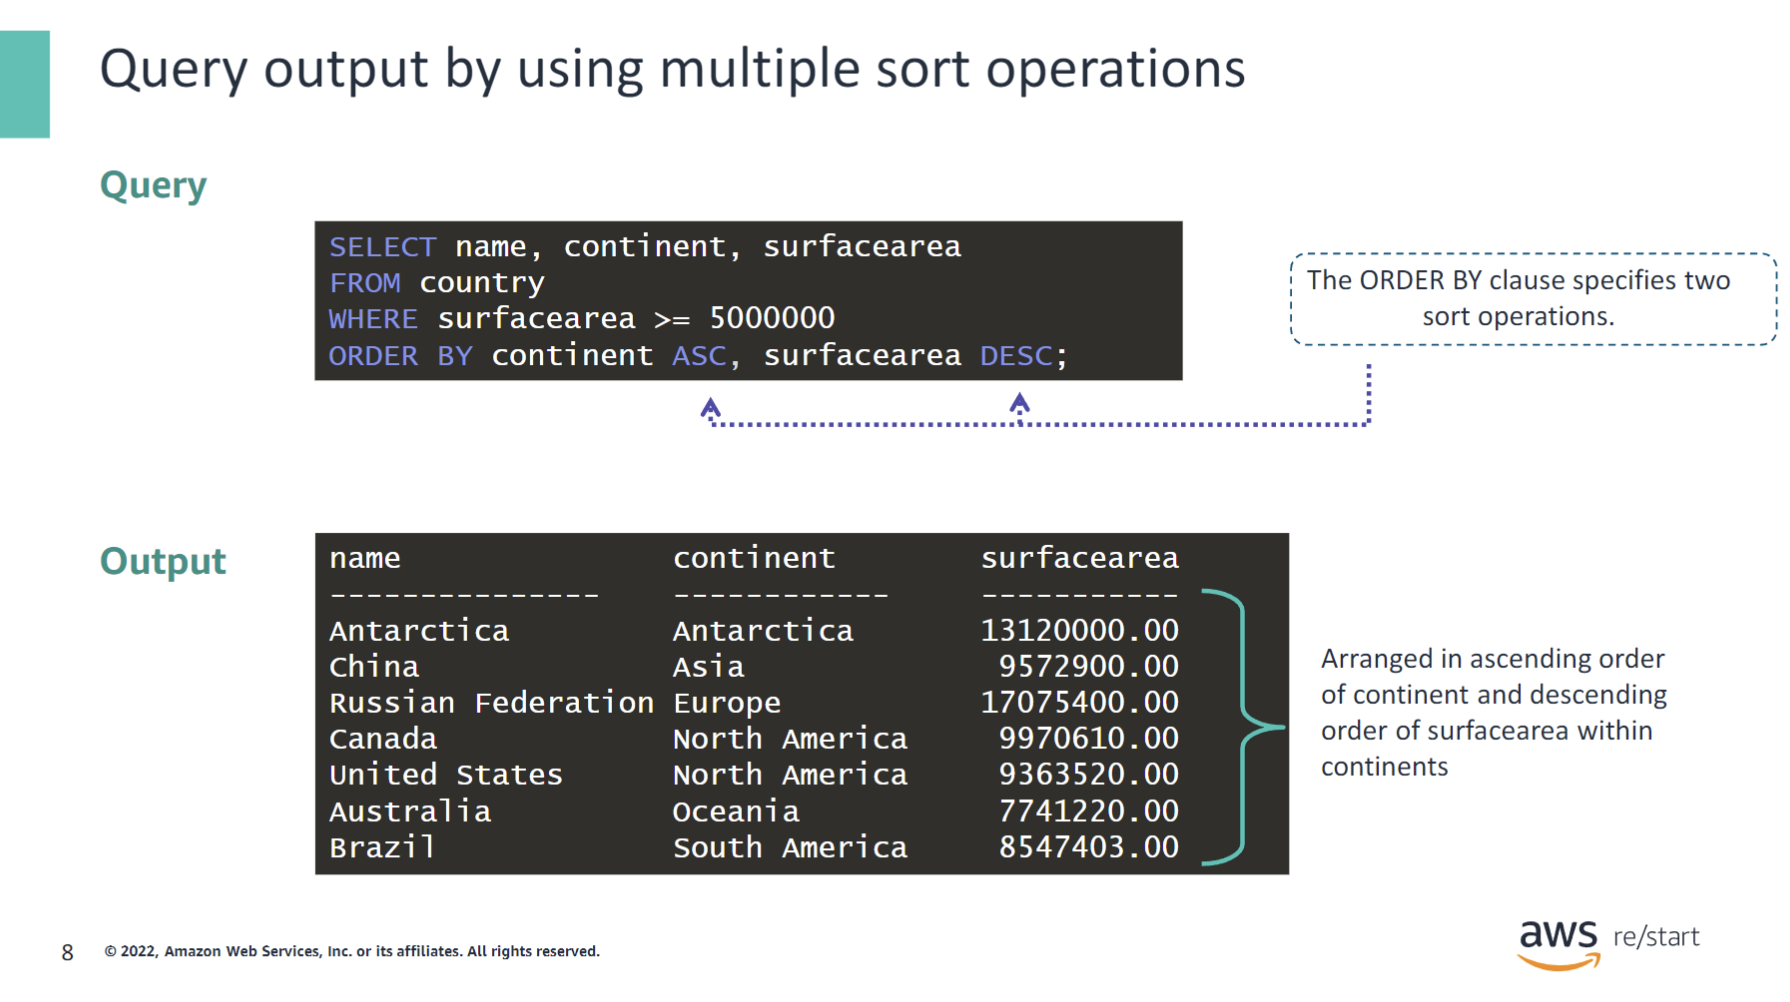 Query output by using multiple sort operations
Query
SELECT name, continent, surfacearea
FROM country
WHERE surfacearea >= 5000000
ORDER BY continent ASC, surfacearea DESC;
The ORDER BY clause specifies two
sort operations.
Output
name continent surfacearea
--------------- ------------ -----------
Antarctica Antarctica 13120000.00
China Asia 9572900.00
Russian Federation Europe 17075400.00
Canada North America 9970610.00
United States North America 9363520.00
Australia Oceania 7741220.00
Brazil South America 8547403.00
Arranged in ascending order
of continent and descending
order of surfacearea within
continents
8 © 2022, Amazon Web Services, Inc. or its affiliates. All rights reserved.
aws re/start